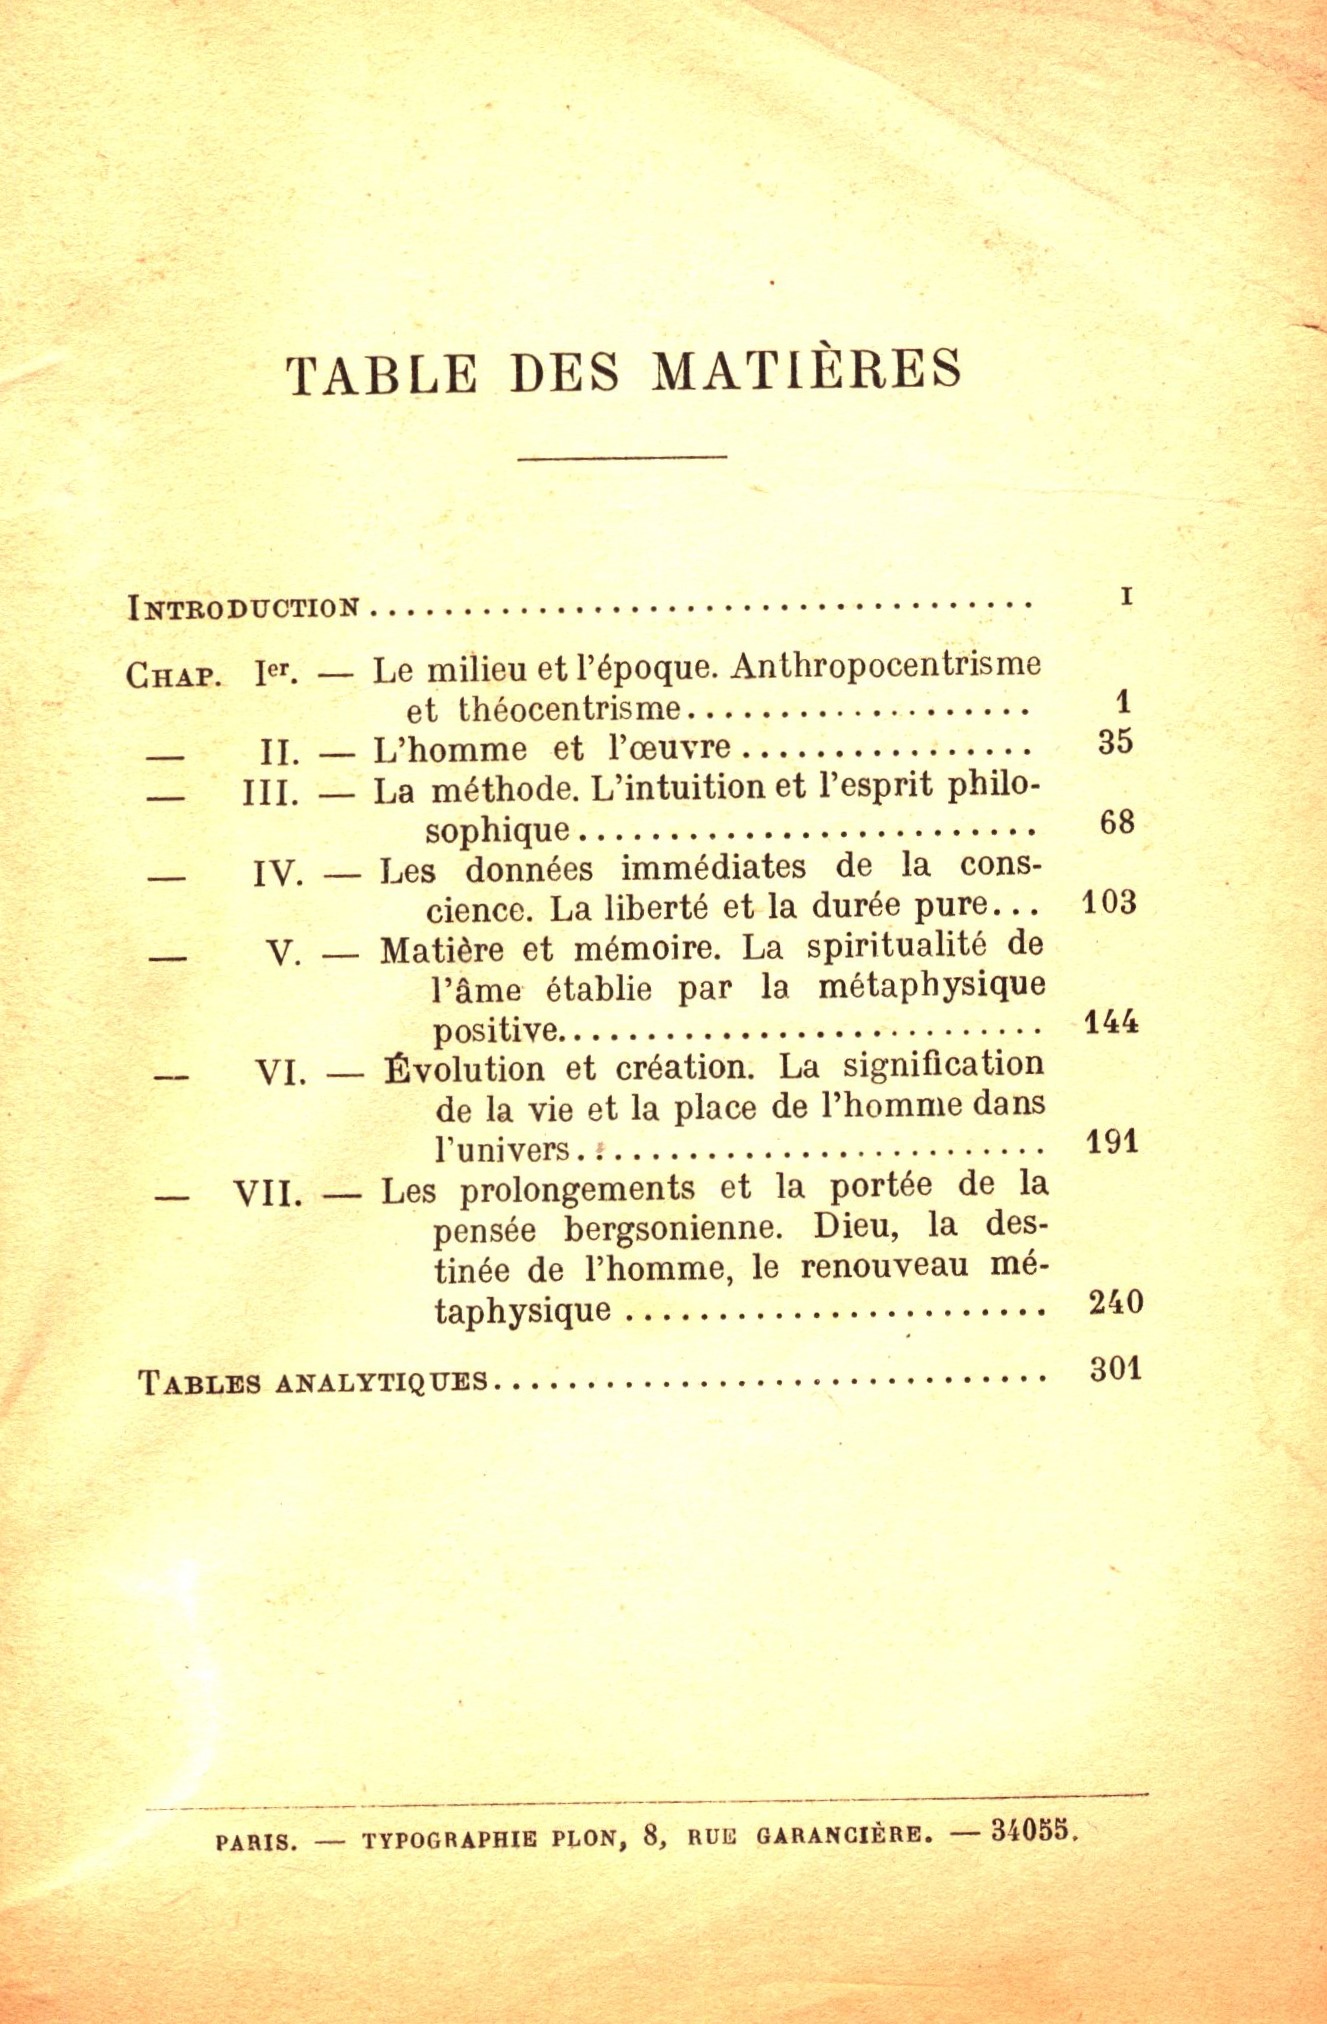 TABLE DES MATIÈRES
INTRODUCTION.................................... I
CHAP. Ier. — Le milieu et l'époque. Anthropocentrisme
et théocentrisme................... 1
— II. — L'homme et l'œuvre................ 35
— III. — La méthode. L'intuition et l'esprit philo-
sophique......................... 68
— IV. — Les données immédiates de la cons-
cience. La liberté et la durée pure... 103
— V. — Matière et mémoire. La spiritualité de
l'âme établie par la métaphysique
positive.......................... 144
— VI. — Évolution et création. La signification
de la vie et la place de l'homme dans
l'univers.......................... 191
— VII. — Les prolongements et la portée de la
pensée bergsonienne. Dieu, la des-
tinée de l'homme, le renouveau mé-
taphysique ....................... 240
TABLES ANALYTIQUES.............................. 301
PARIS. — TYPOGRAPHIE PLON, 8, RUE GARANCIÈRE. — 34055.